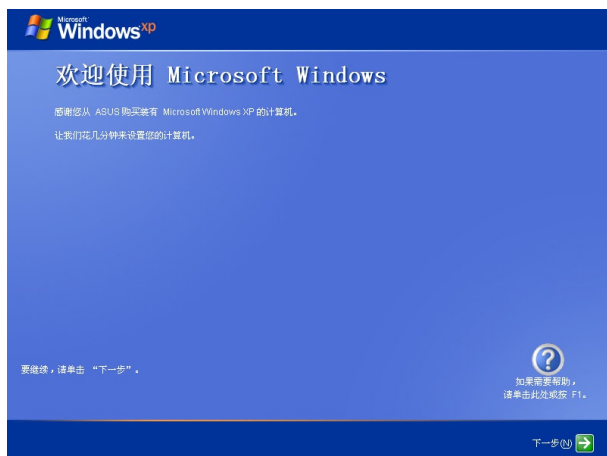 Microsoft
Windows xp
欢迎使用 Microsoft Windows
感谢您从 ASUS 购买装有 Microsoft Windows XP 的计算机。
让我们花几分钟来设置您的计算机。
要继续，请单击 “下一步”。
如果需要帮助，
请单击此处或按 F1。
下一步(N)